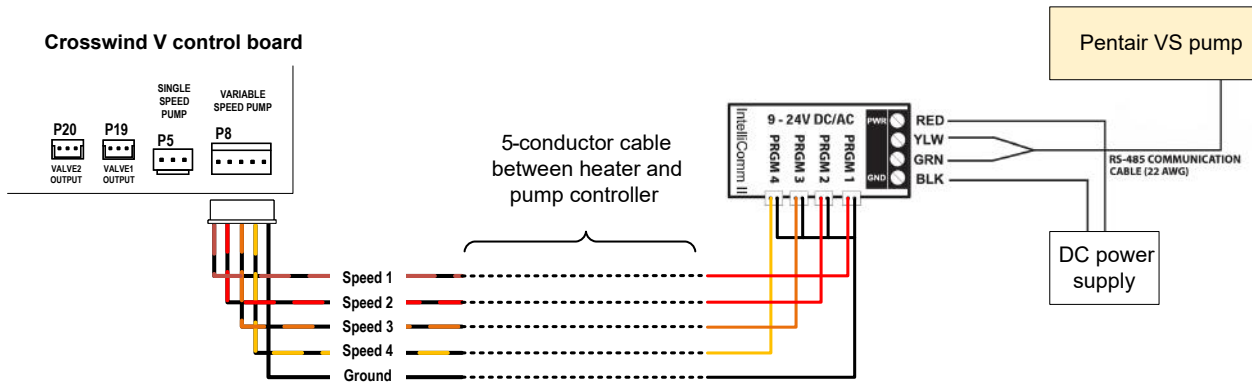 Crosswind V control board
SINGLE
SPEED
PUMP
VARIABLE
SPEED PUMP
P20
P19
P5
P8
VALVE2
OUTPUT
VALVE1
OUTPUT
5-conductor cable
between heater and
pump controller
Speed 1
Speed 2
Speed 3
Speed 4
Ground
IntelliComm II
9 - 24V DC/AC
PRGM 4
PRGM 3
PRGM 2
PRGM 1
PWR
GND
RED
YLW
GRN
BLK
Pentair VS pump
RS-485 COMMUNICATION
CABLE (22 AWG)
DC power
supply